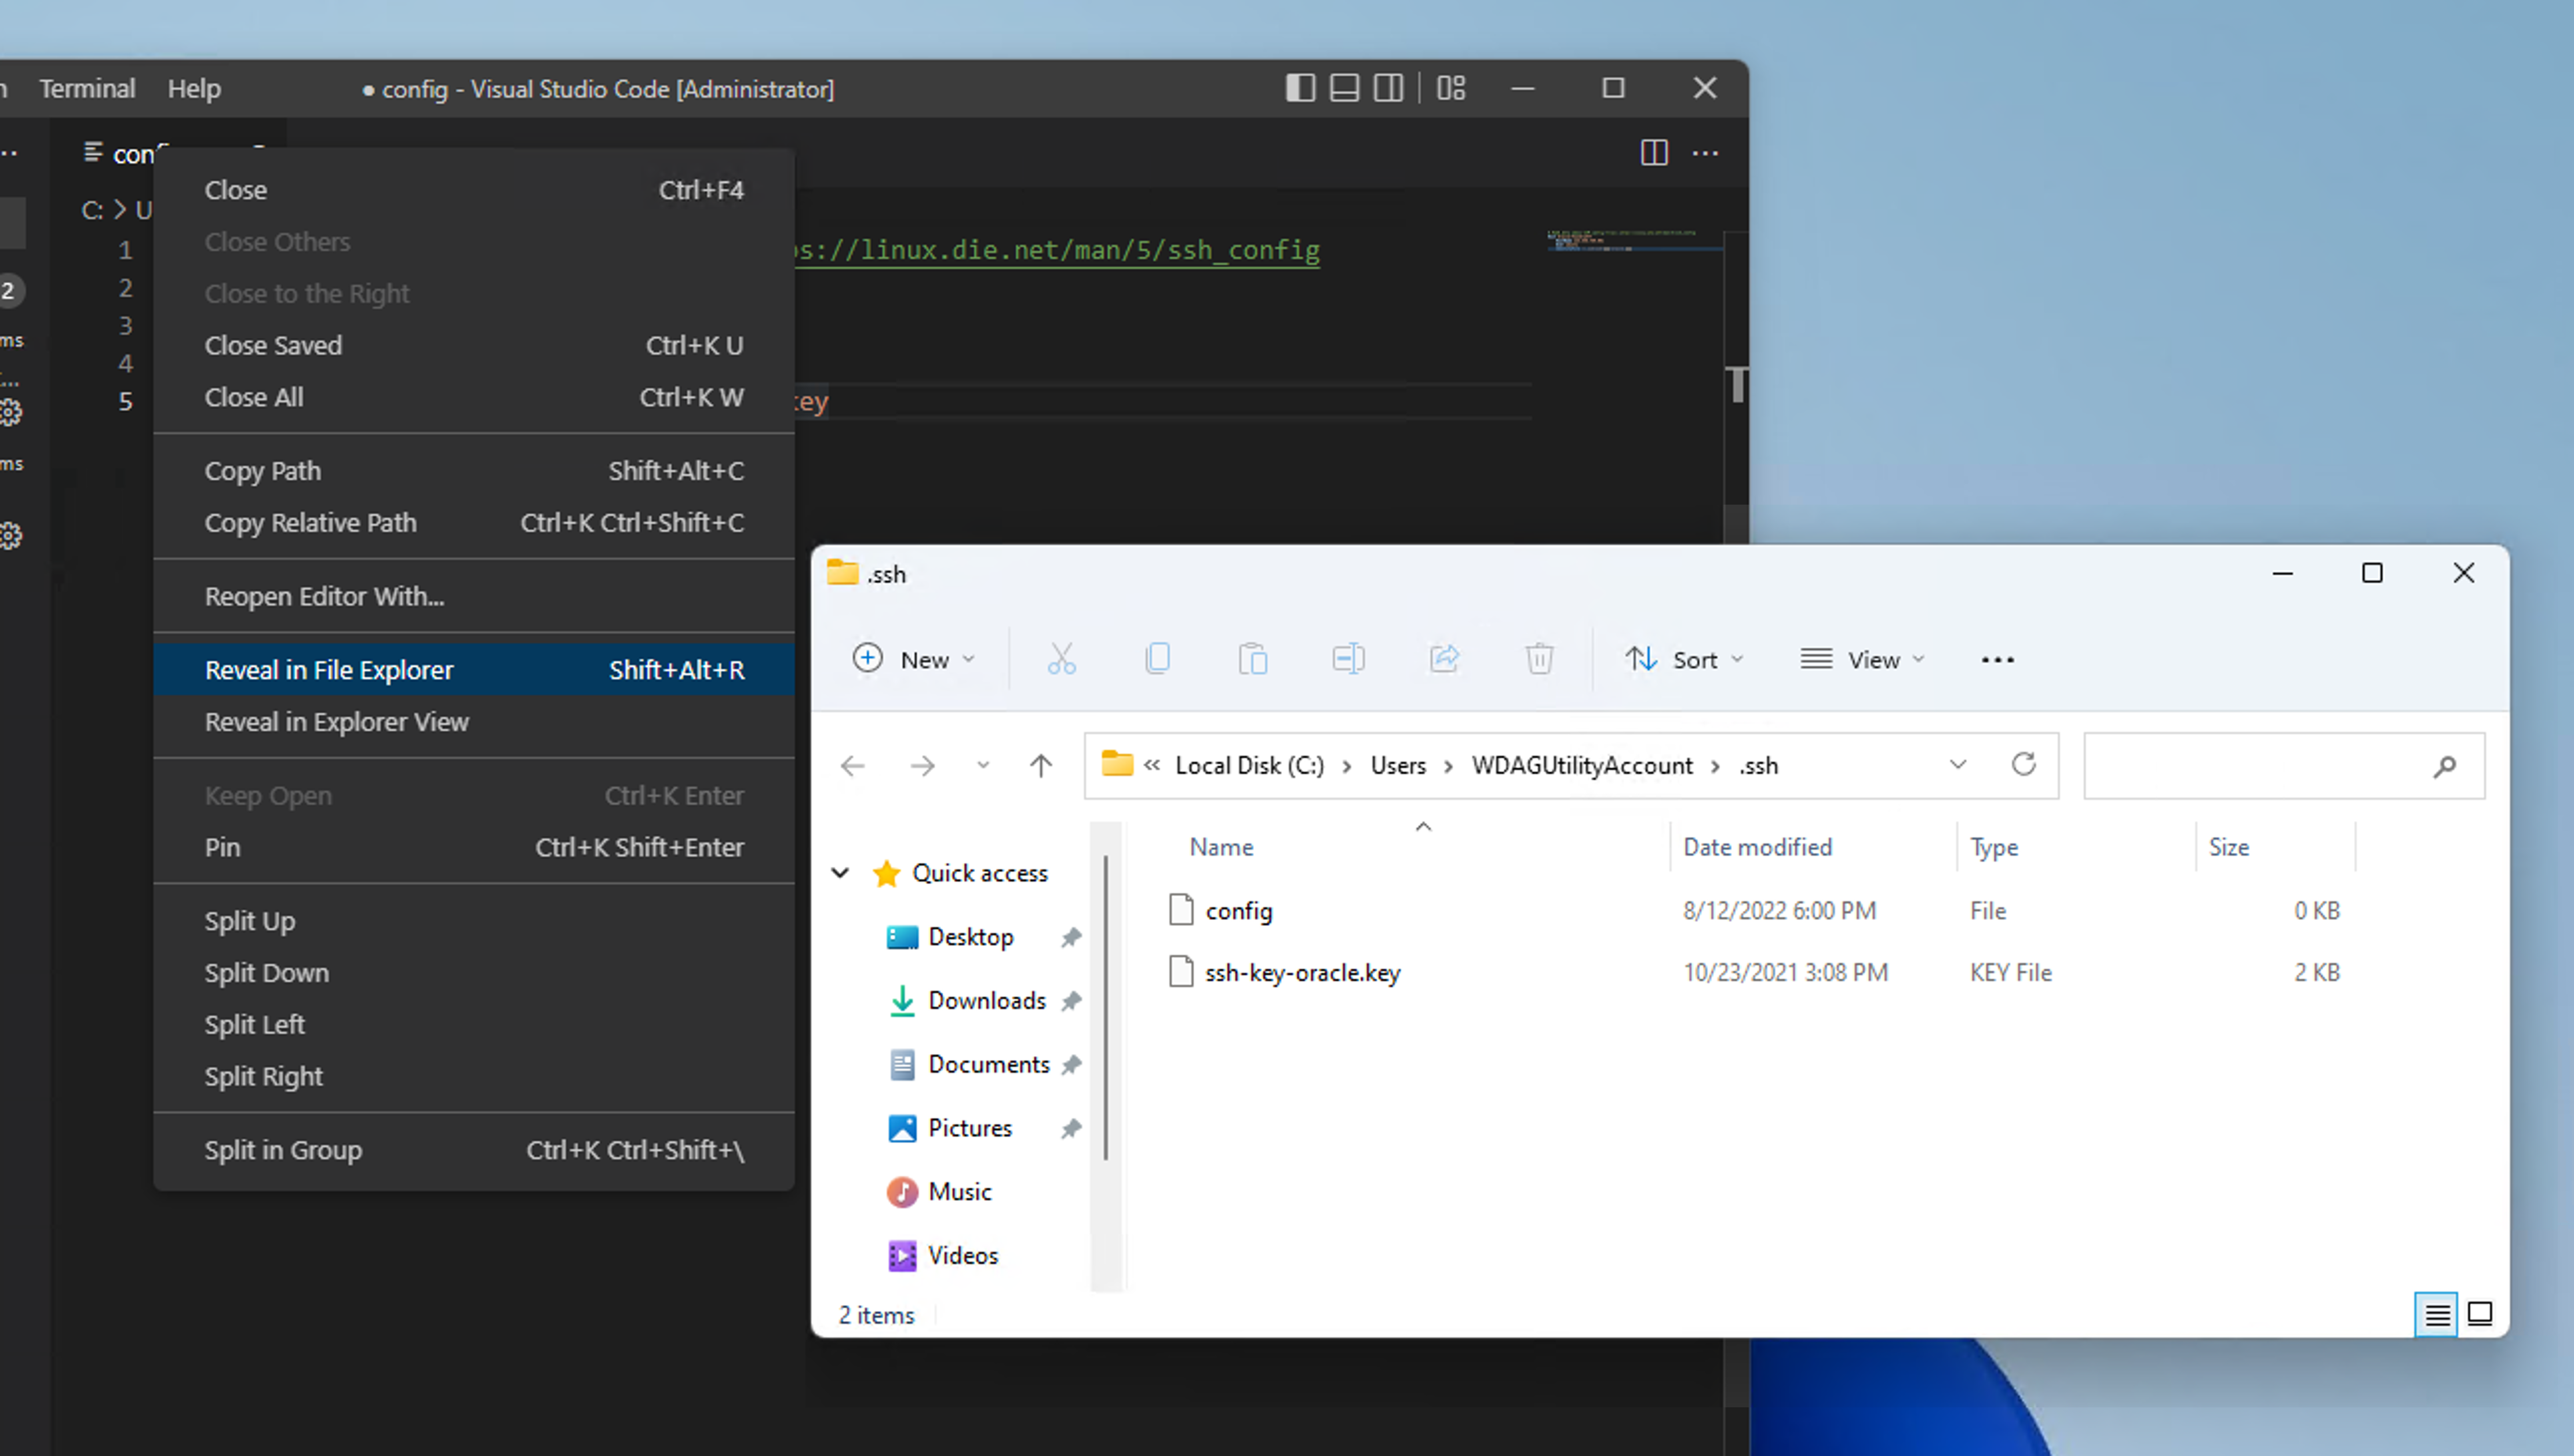 Terminal Help ● config - Visual Studio Code [Administrator]
C: > U
1
ps://linux.die.net/man/5/ssh_config
2
3
4
5
key
2
ms
ms
Close Ctrl+F4
Close Others
Close to the Right
Close Saved Ctrl+K U
Close All Ctrl+K W
Copy Path Shift+Alt+C
Copy Relative Path Ctrl+K Ctrl+Shift+C
Reopen Editor With...
Reveal in File Explorer Shift+Alt+R
Reveal in Explorer View
Keep Open Ctrl+K Enter
Pin Ctrl+K Shift+Enter
Split Up
Split Down
Split Left
Split Right
Split in Group Ctrl+K Ctrl+Shift+\
.ssh
New Sort View
« Local Disk (C:) > Users > WDAGUtilityAccount > .ssh
Quick access
Desktop
Downloads
Documents
Pictures
Music
Videos
Name Date modified Type Size
config 8/12/2022 6:00 PM File 0 KB
ssh-key-oracle.key 10/23/2021 3:08 PM KEY File 2 KB
2 items